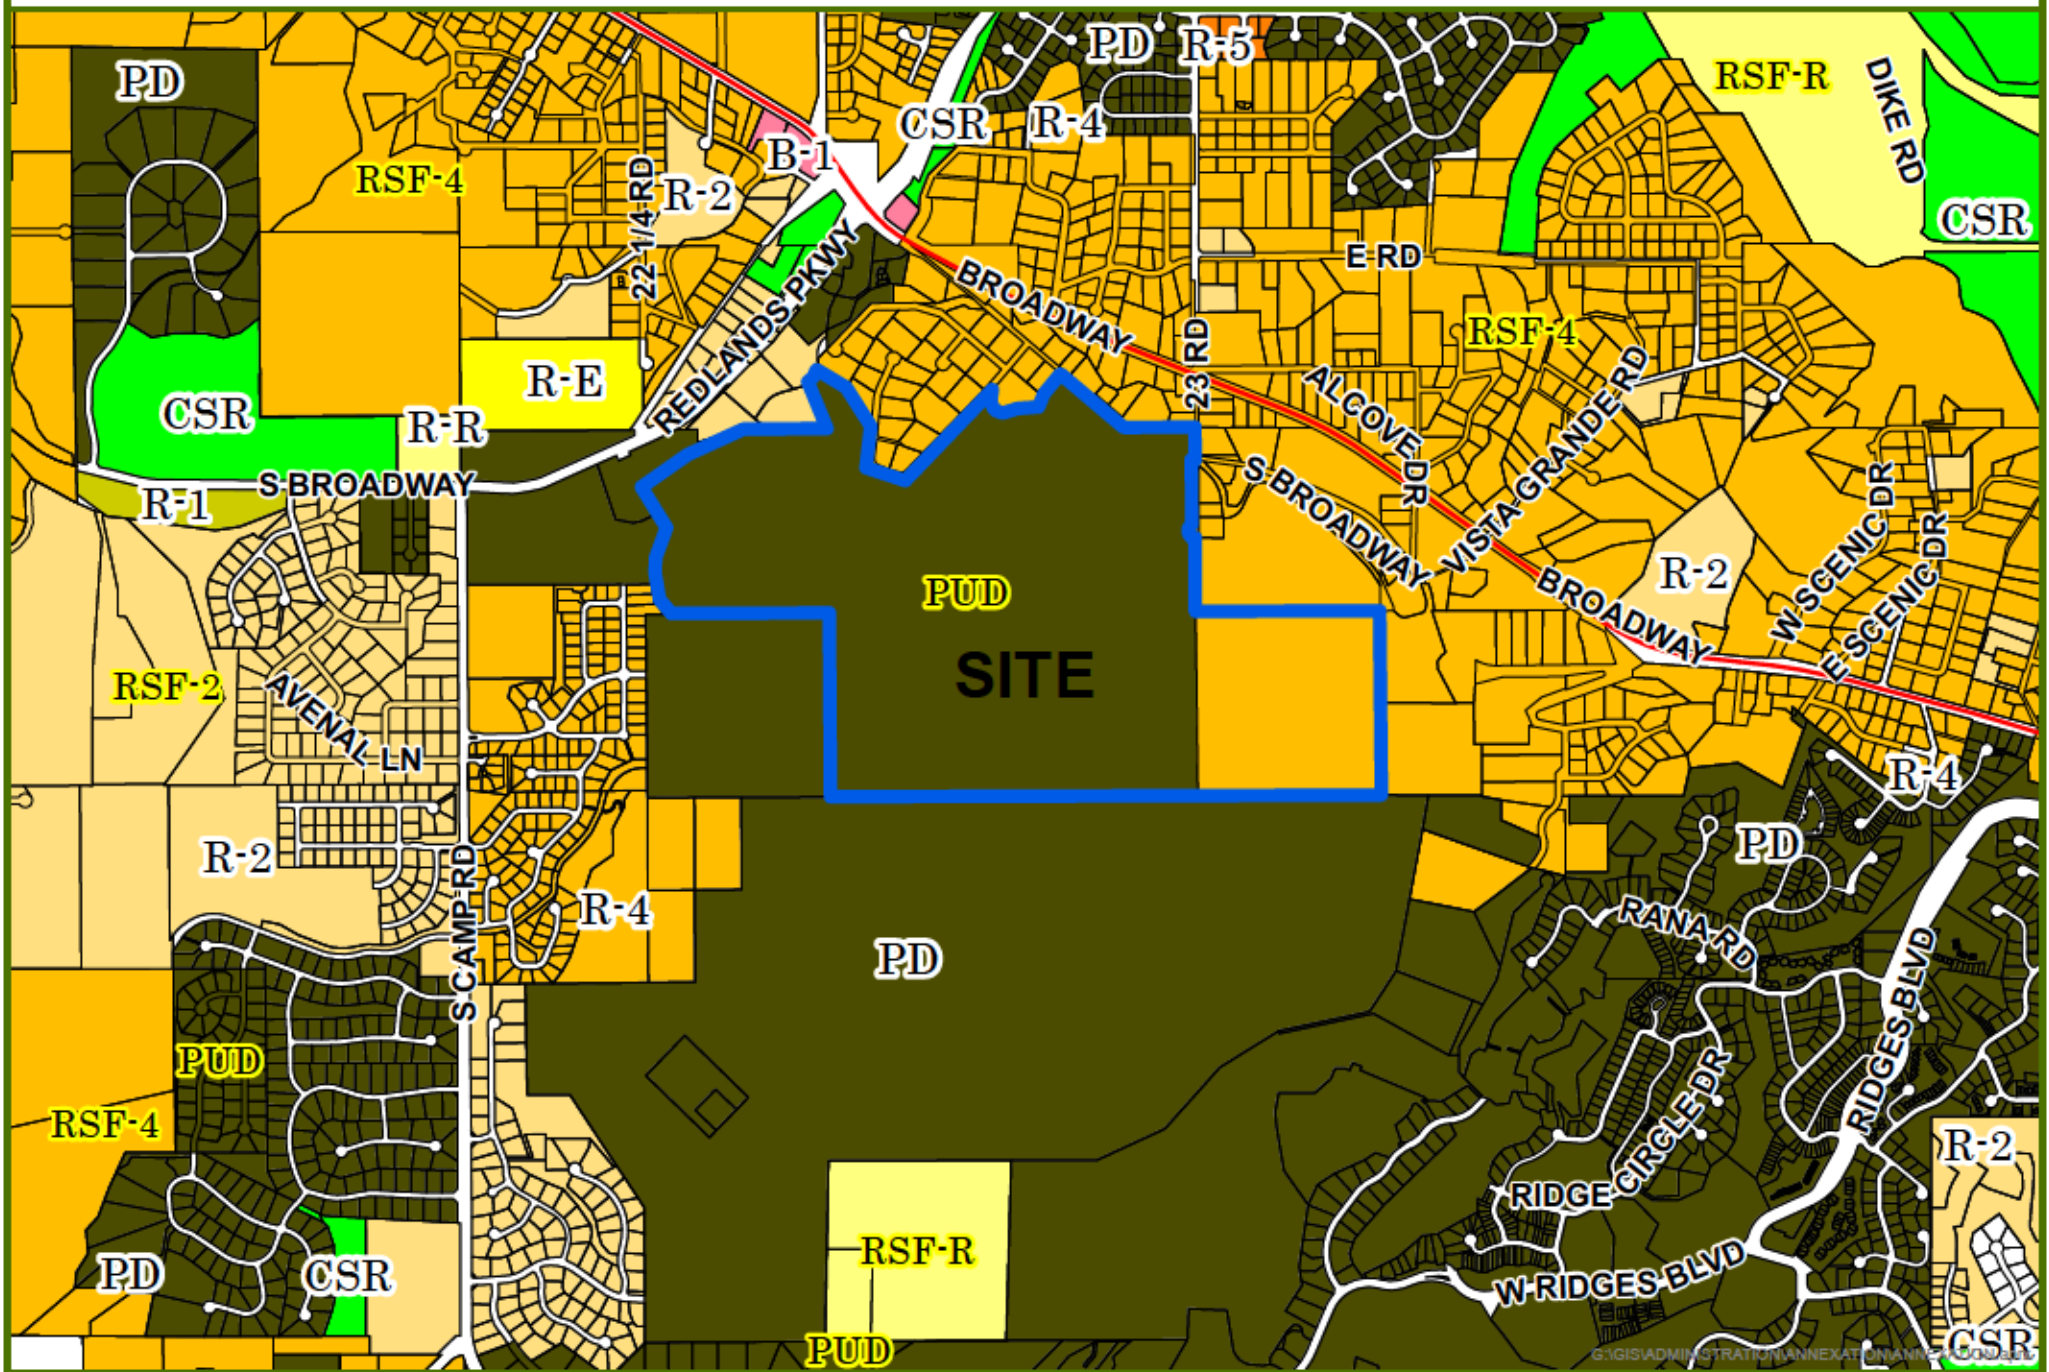 PD
R-5
PD
RSF-R
DIKE RD
CSR
R-4
B-1
RSF-4
22 1/4 RD
R-2
CSR
REDLANDS PKWY
E RD
BROADWAY
RSF-4
23 RD
R-E
ALCOVE DR
VISTA GRANDE RD
CSR
R-R
S BROADWAY
S BROADWAY
R-1
W SCENIC DR
E SCENIC DR
R-2
BROADWAY
PUD
SITE
RSF-2
AVENAL LN
R-4
PD
R-2
S CAMP RD
R-4
RANA RD
PD
RIDGES BLVD
PUD
RSF-4
RIDGE CIRCLE DR
R-2
PD
CSR
RSF-R
W RIDGES BLVD
PUD
CSR